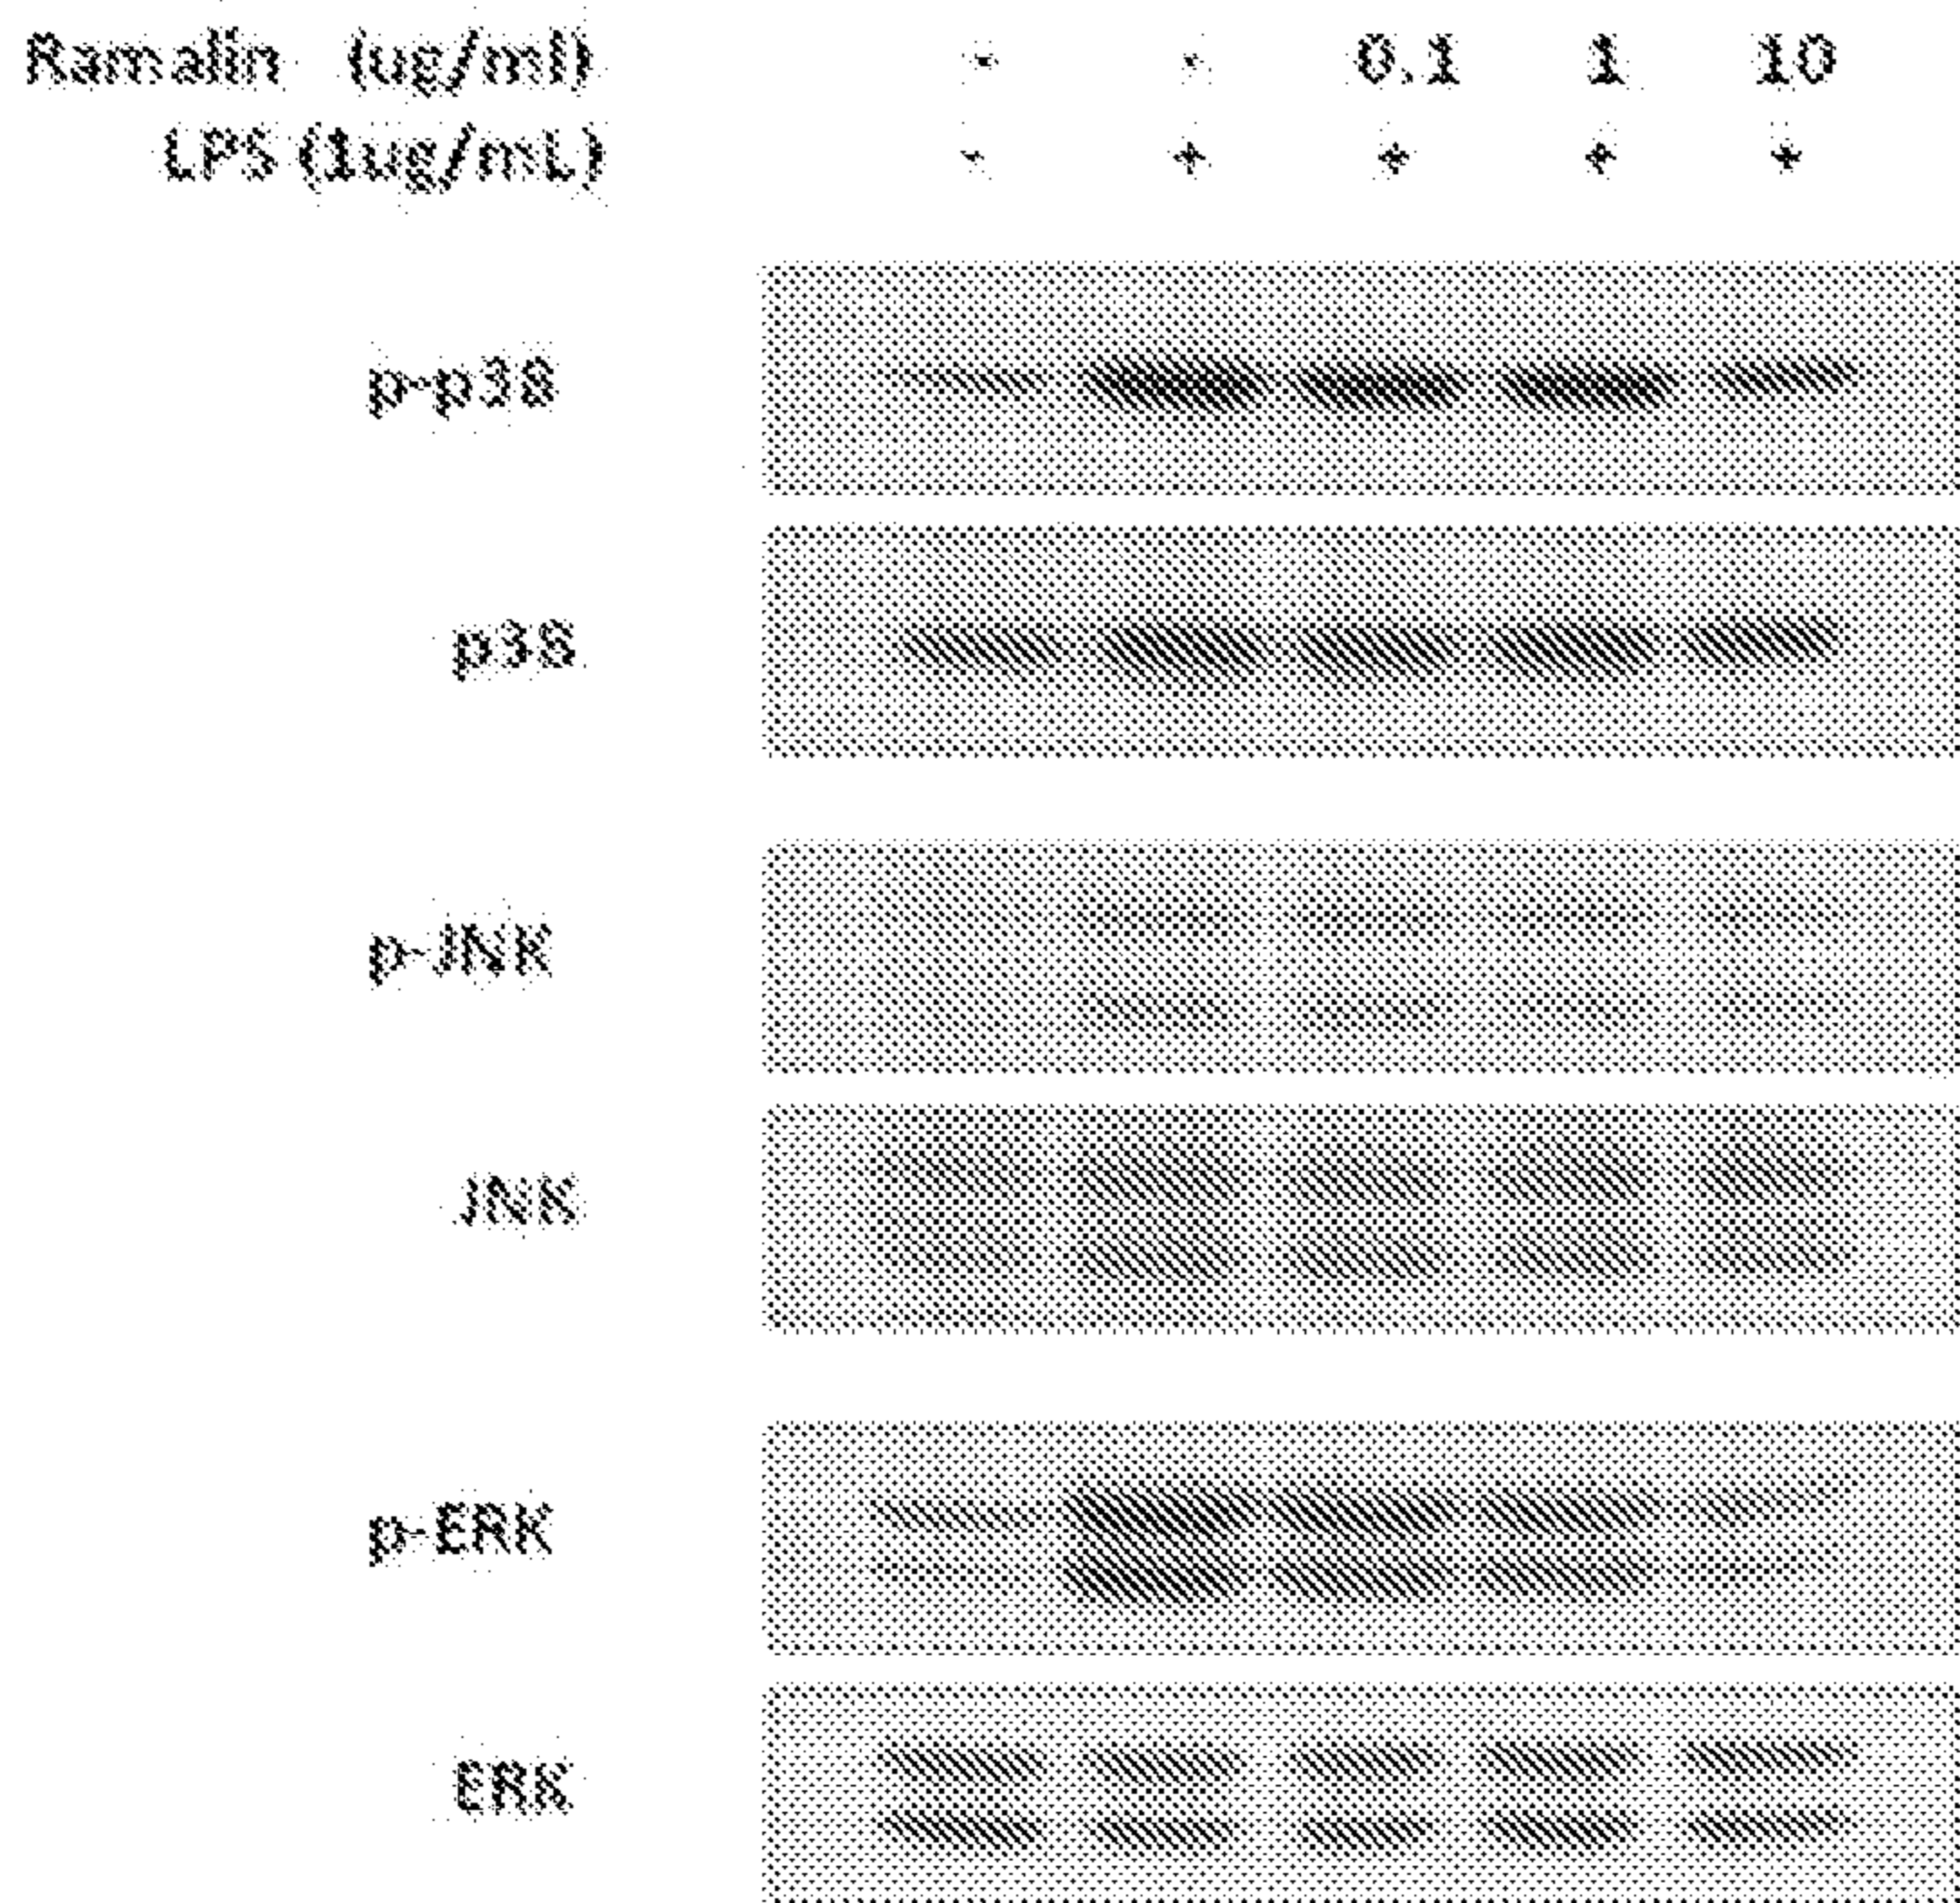 Ramalin (ug/ml) - - 0.1 1 10
LPS (1ug/mL) - + + + +
p-p38
p38
p-JNK
JNK
p-ERK
ERK